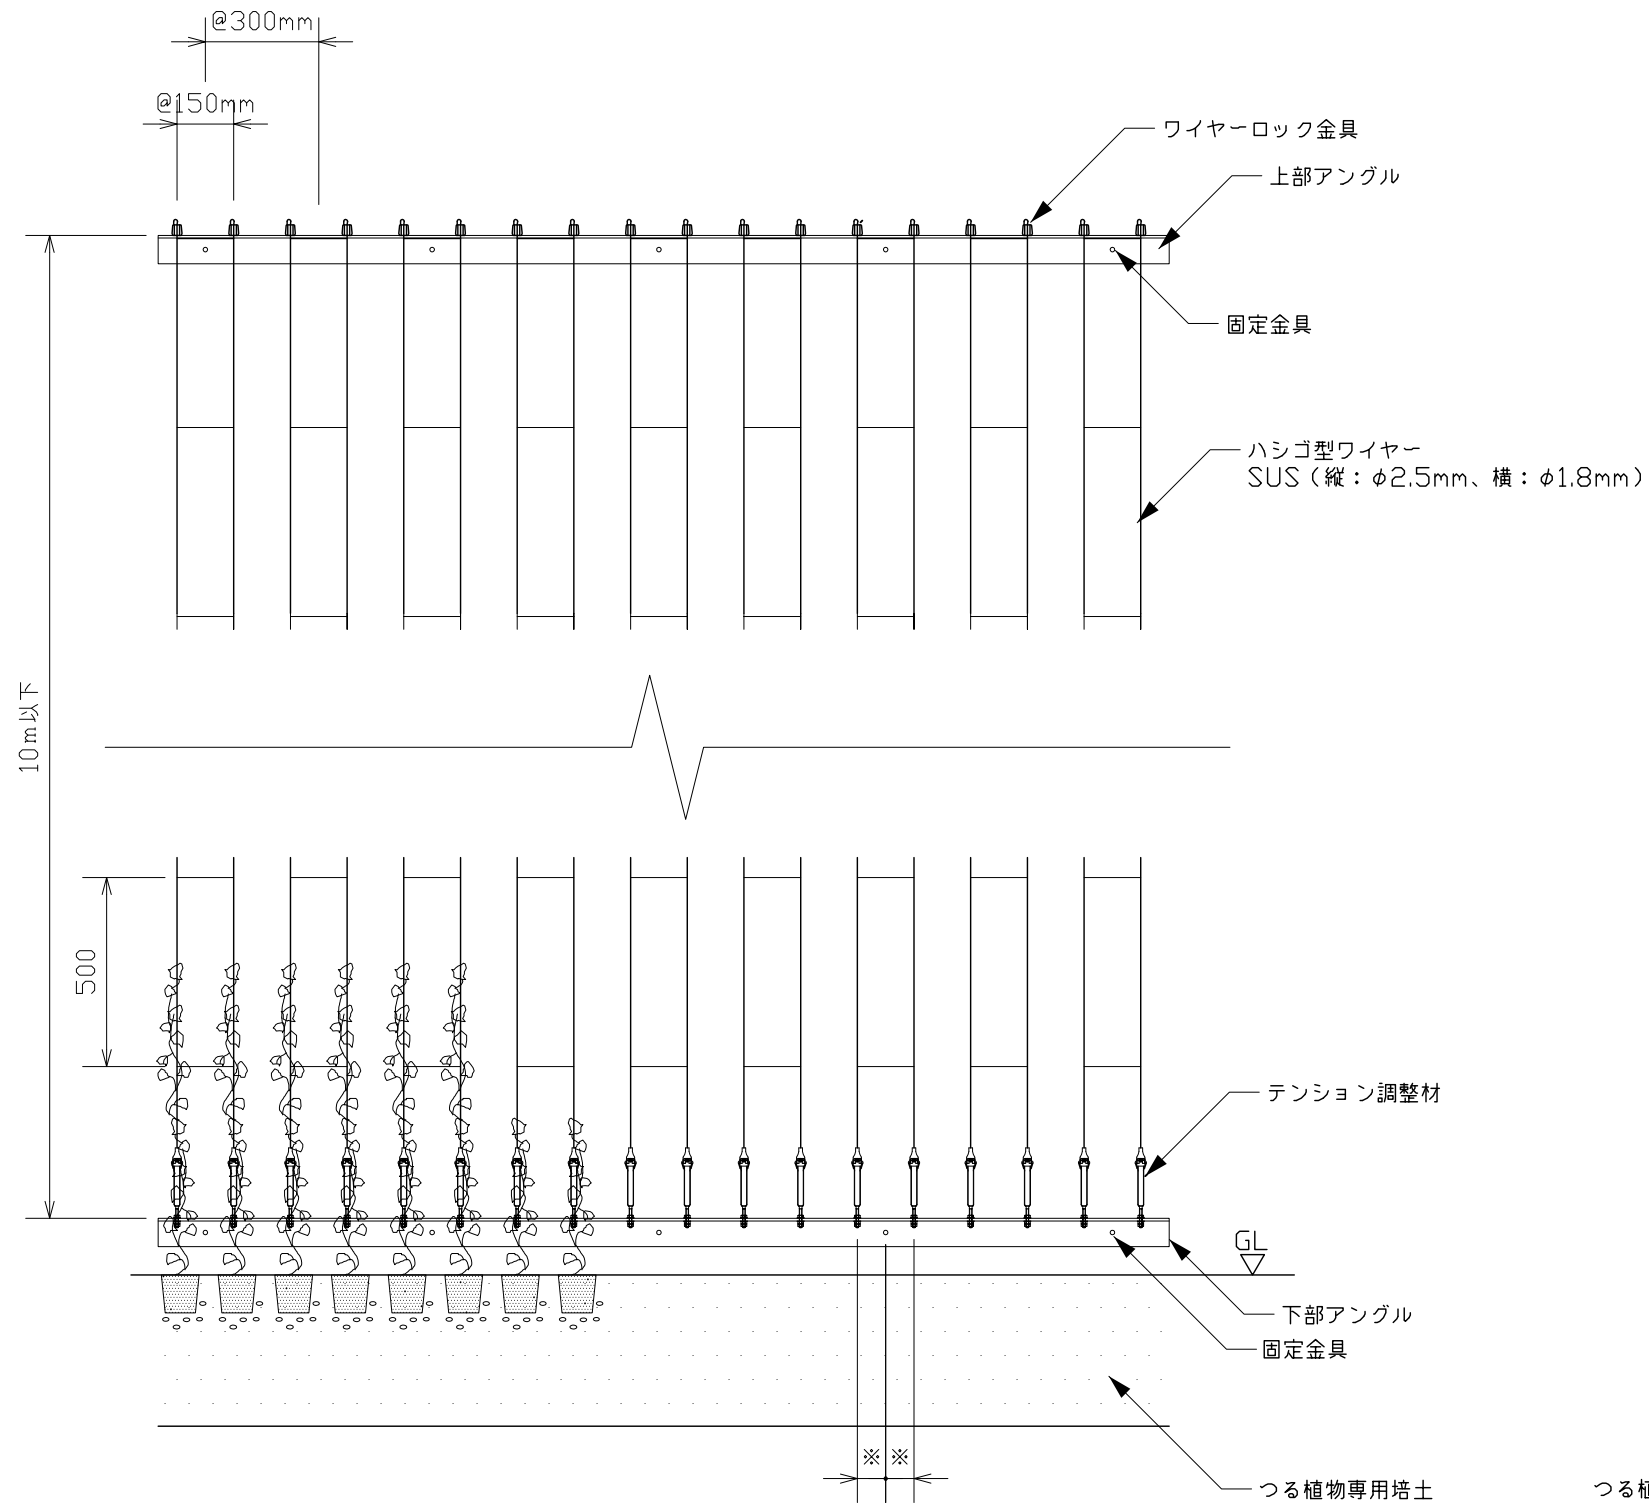 @300mm
@150mm
ワイヤーロック金具
上部アングル
固定金具
ハシゴ型ワイヤー
SUS（縦：φ2.5mm、横：φ1.8mm）
10m以下
500
テンション調整材
GL
下部アングル
固定金具
※ ※
つる植物専用培土
つる植